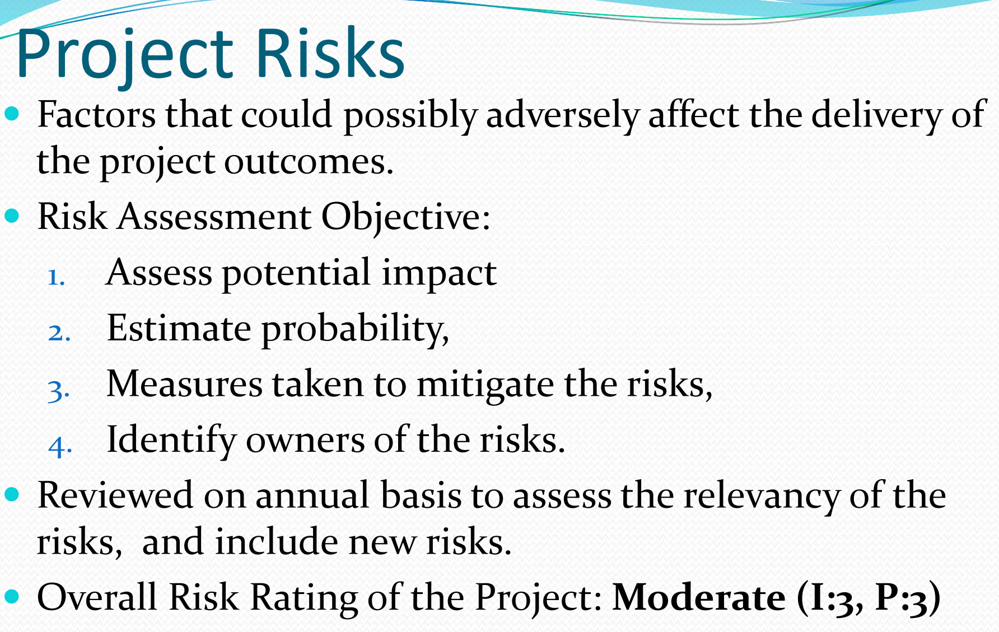 Project Risks
• Factors that could possibly adversely affect the delivery of
the project outcomes.
• Risk Assessment Objective:
1. Assess potential impact
2. Estimate probability,
3. Measures taken to mitigate the risks,
4. Identify owners of the risks.
• Reviewed on annual basis to assess the relevancy of the
risks,  and include new risks.
• Overall Risk Rating of the Project: Moderate (I:3, P:3)